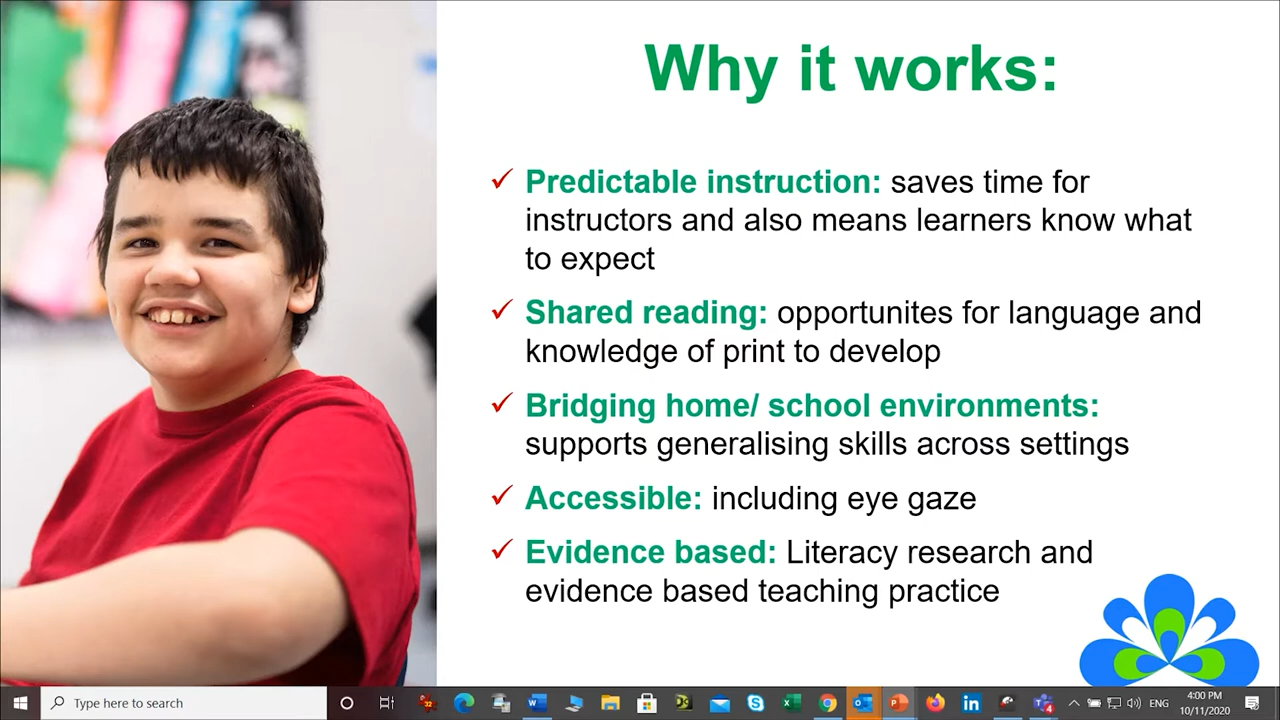 Why it works:
✓ Predictable instruction: saves time for
instructors and also means learners know what
to expect
✓ Shared reading: opportunites for language and
knowledge of print to develop
✓ Bridging home/ school environments:
supports generalising skills across settings
✓ Accessible: including eye gaze
✓ Evidence based: Literacy research and
evidence based teaching practice
Type here to search
ENG
4:00 PM
10/11/2020